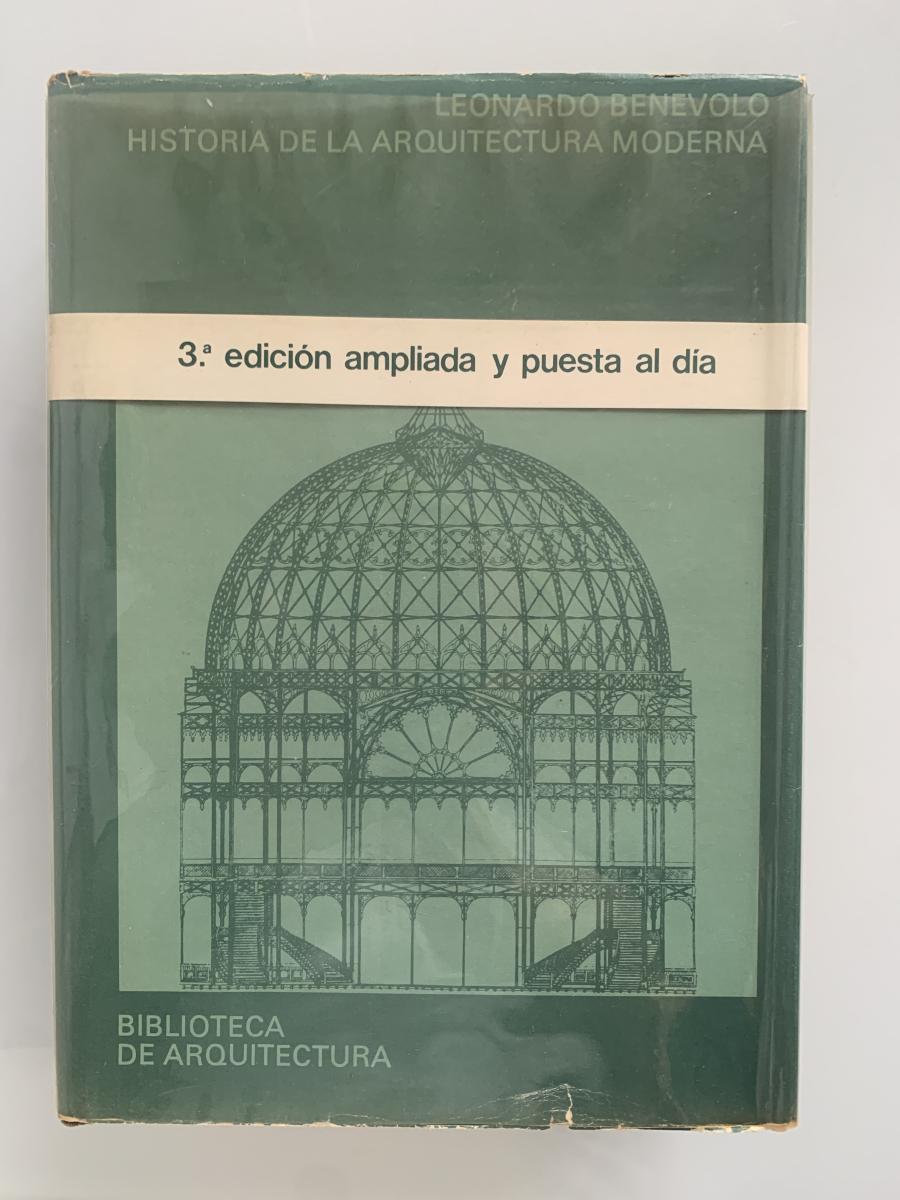 LEONARDO BENEVOLO
HISTORIA DE LA ARQUITECTURA MODERNA
3.ª edición ampliada y puesta al día
BIBLIOTECA
DE ARQUITECTURA